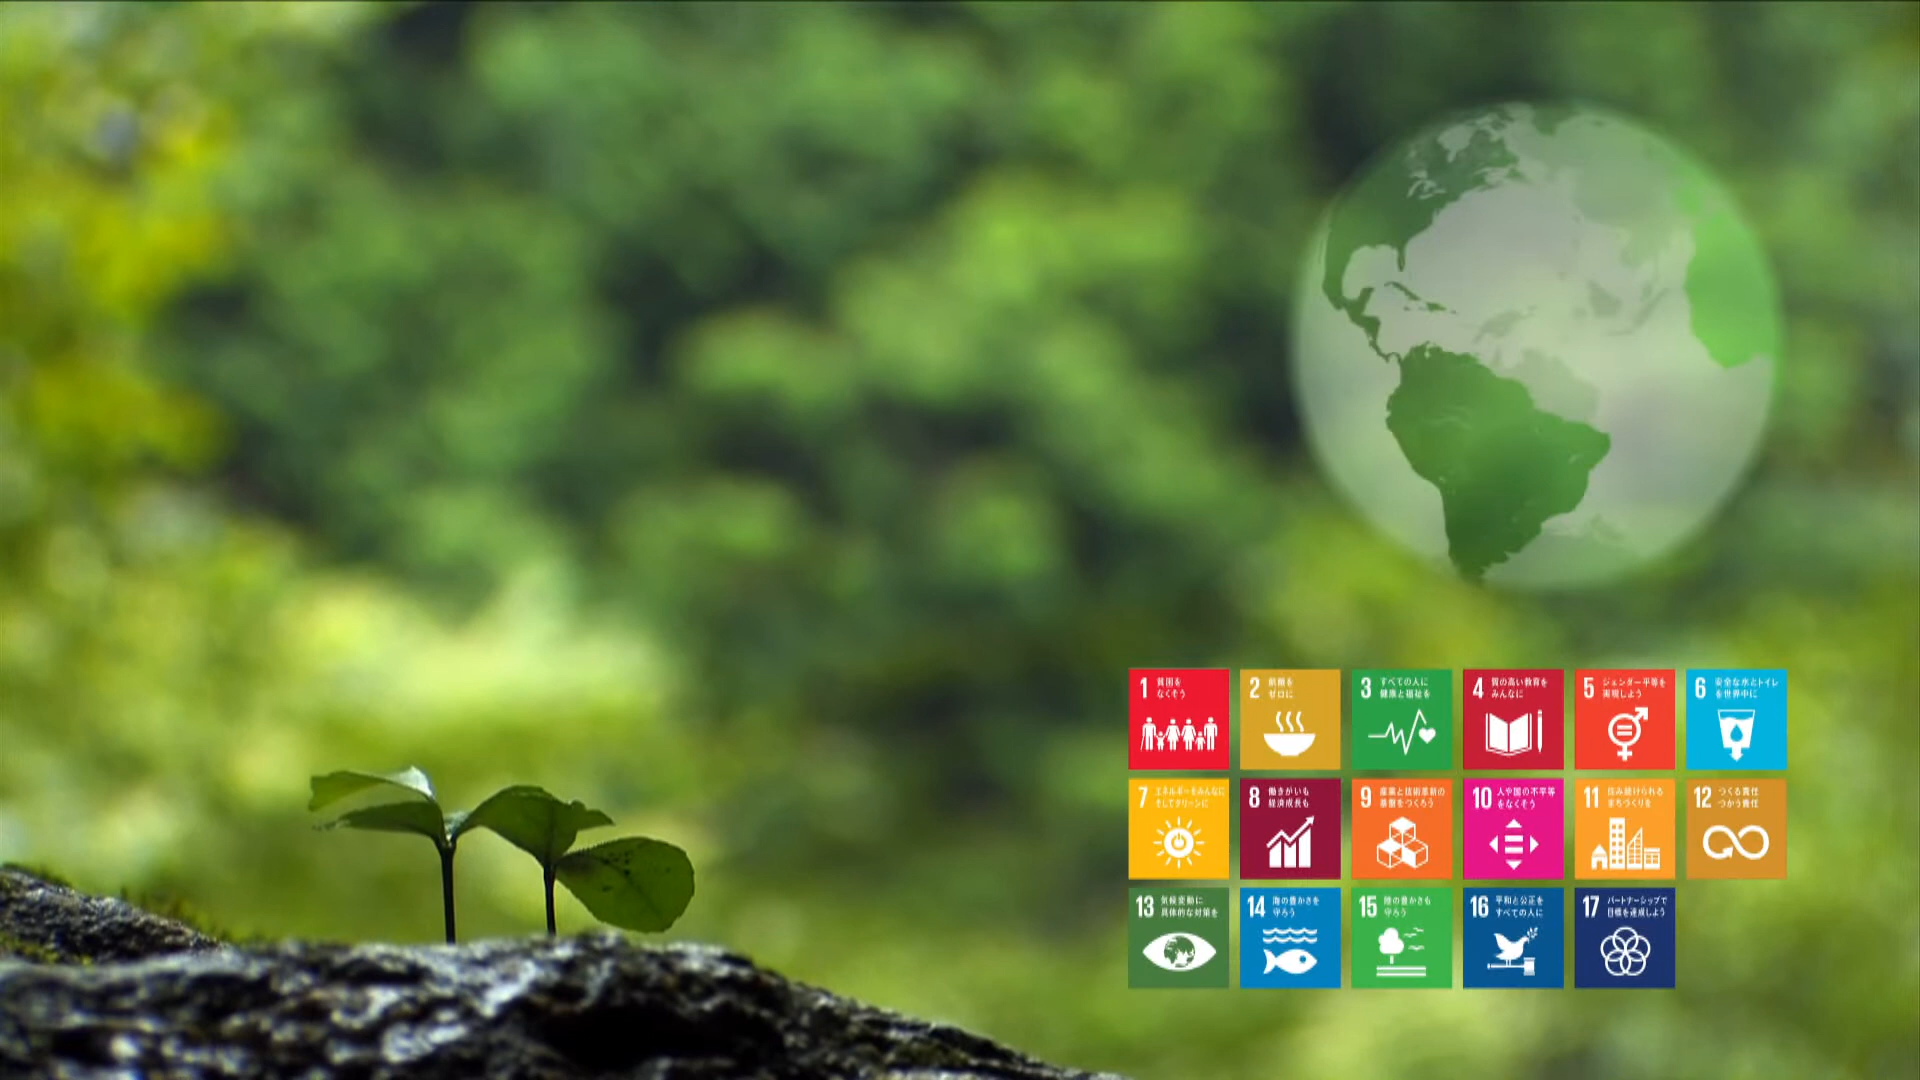 1 貧困を
なくそう
2 飢餓を
ゼロに
3 すべての人に
健康と福祉を
4 質の高い教育を
みんなに
5 ジェンダー平等を
実現しよう
6 安全な水とトイレ
を世界中に
7 エネルギーをみんなに
そしてクリーンに
8 働きがいも
経済成長も
9 産業と技術革新の
基盤をつくろう
10 人や国の不平等
をなくそう
11 住み続けられる
まちづくりを
12 つくる責任
つかう責任
13 気候変動に
具体的な対策を
14 海の豊かさを
守ろう
15 陸の豊かさも
守ろう
16 平和と公正を
すべての人に
17 パートナーシップで
目標を達成しよう